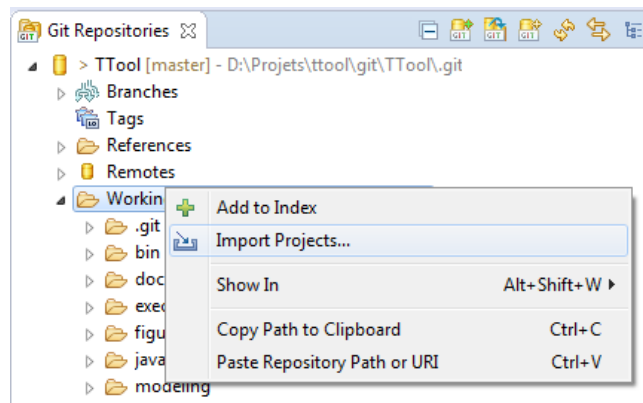 Git Repositories
> TTool [master] - D:\Projets\ttool\git\TTool\.git
Branches
Tags
References
Remotes
Workin
.git
bin
doc
exec
figu
java
modeling
Add to Index
Import Projects...
Show In Alt+Shift+W
Copy Path to Clipboard Ctrl+C
Paste Repository Path or URI Ctrl+V